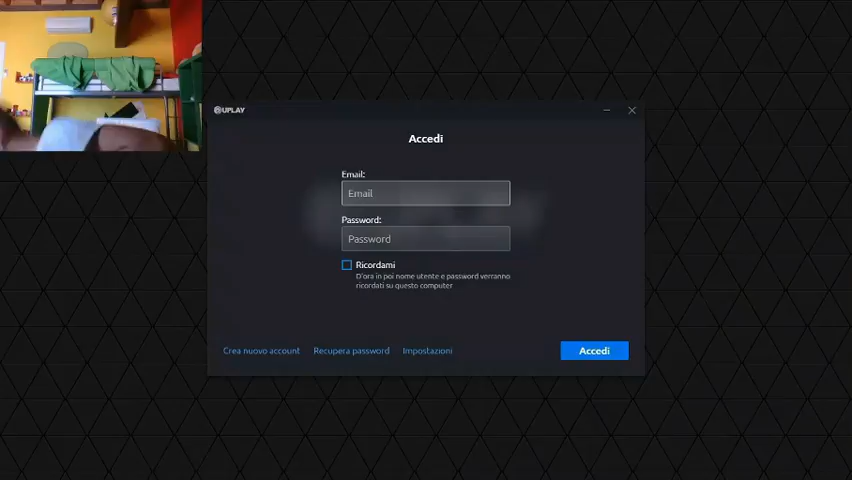 UPLAY
Accedi
Email:
Email
Password:
Password
Ricordami
D'ora in poi nome utente e password verranno
ricordati su questo computer
Crea nuovo account
Recupera password
Impostazioni
Accedi